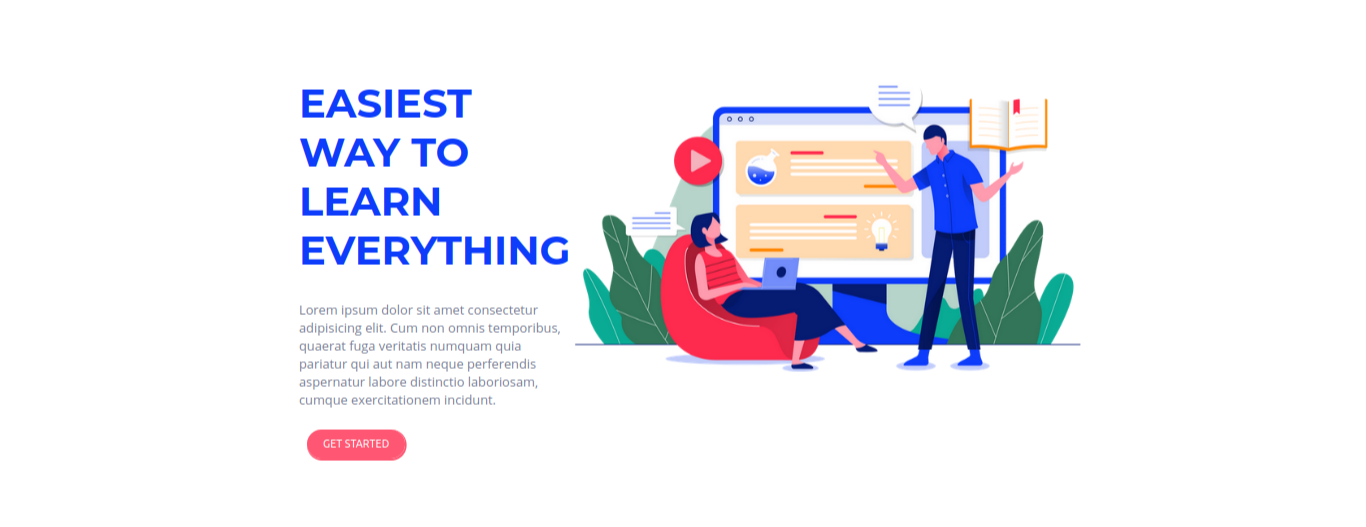 EASIEST
WAY TO
LEARN
EVERYTHING
Lorem ipsum dolor sit amet consectetur
adipisicing elit. Cum non omnis temporibus,
quaerat fuga veritatis numquam quia
pariatur qui aut nam neque perferendis
aspernatur labore distinctio laboriosam,
cumque exercitationem incidunt.
GET STARTED